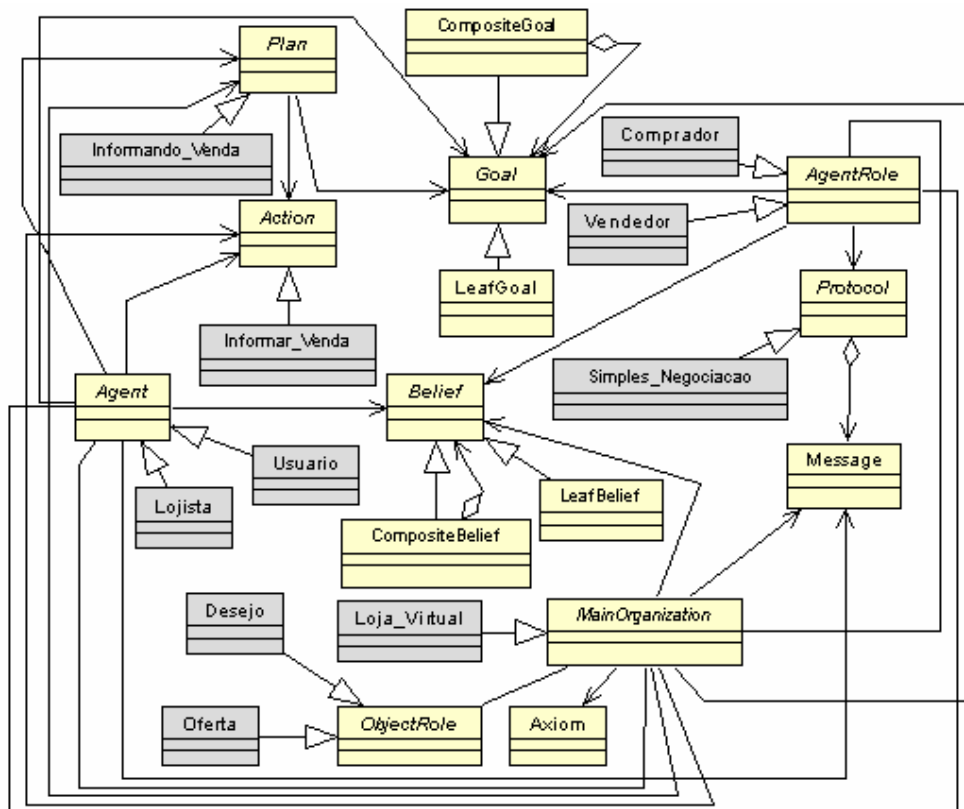 CompositeGoal
Plan
Comprador
Informando_Venda
Goal
AgentRole
Action
Vendedor
LeafGoal
Protocol
Informar_Venda
Simples_Negociacao
Agent
Belief
Usuario
Message
Lojista
LeafBelief
CompositeBelief
Desejo
Loja_Virtual
MainOrganization
Oferta
ObjectRole
Axiom